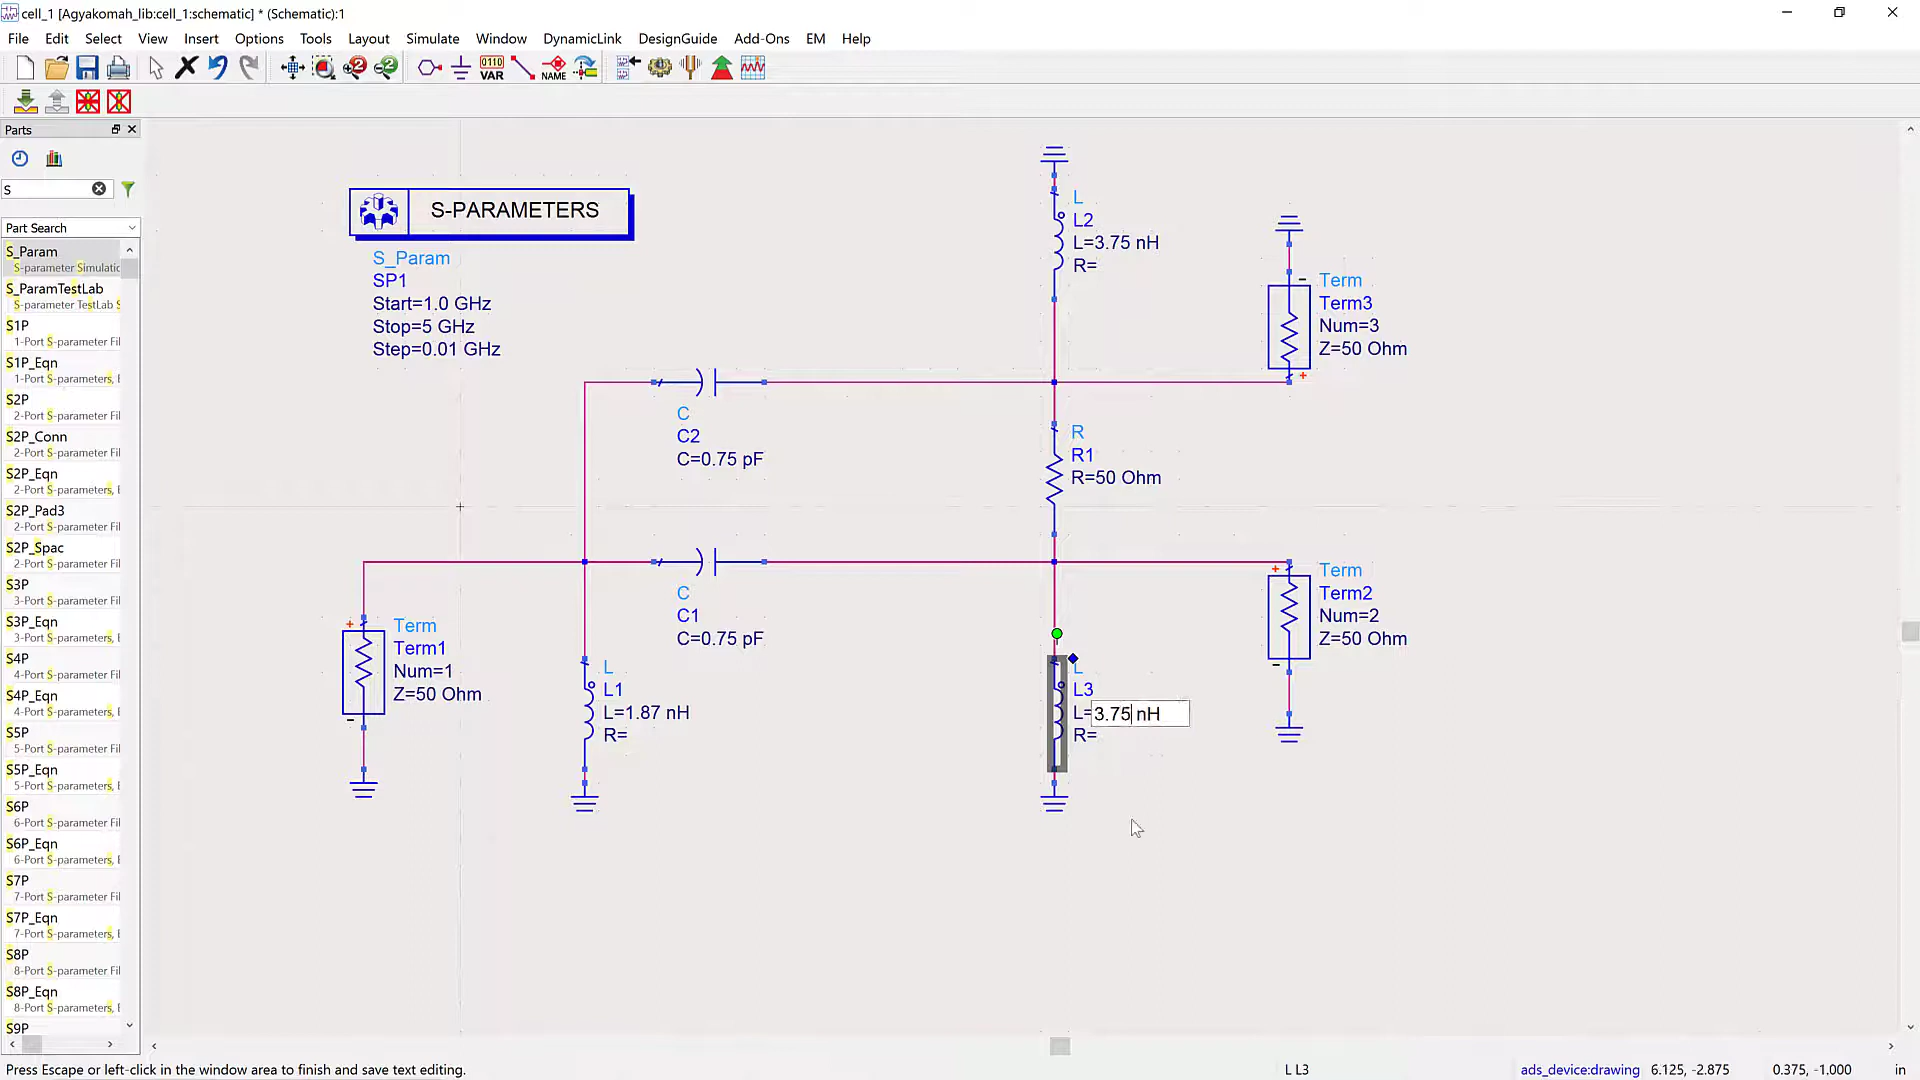 cell_1 [Agyakomah_lib:cell_1:schematic] * (Schematic):1
File Edit Select View Insert Options Tools Layout Simulate Window DynamicLink DesignGuide Add-Ons EM Help
0110
VAR
NAME
Parts
S
Part Search
S_Param
S-parameter Simulatic
S_ParamTestLab
S-parameter TestLab S
S1P
1-Port S-parameter Fil
S1P_Eqn
1-Port S-parameters, E
S2P
2-Port S-parameter Fil
S2P_Conn
2-Port S-parameter Fil
S2P_Eqn
2-Port S-parameters, E
S2P_Pad3
2-Port S-parameter Fil
S2P_Spac
2-Port S-parameter Fil
S3P
3-Port S-parameter Fil
S3P_Eqn
3-Port S-parameters, E
S4P
4-Port S-parameter Fil
S4P_Eqn
4-Port S-parameters, E
S5P
5-Port S-parameter Fil
S5P_Eqn
5-Port S-parameters, E
S6P
6-Port S-parameter Fil
S6P_Eqn
6-Port S-parameters, E
S7P
7-Port S-parameter Fil
S7P_Eqn
7-Port S-parameters, E
S8P
8-Port S-parameter Fil
S8P_Eqn
8-Port S-parameters, E
S9P
S-PARAMETERS
S_Param
SP1
Start=1.0 GHz
Stop=5 GHz
Step=0.01 GHz
L
L2
L=3.75 nH
R=
Term
Term3
Num=3
Z=50 Ohm
C
C2
C=0.75 pF
R
R1
R=50 Ohm
C
C1
C=0.75 pF
Term
Term2
Num=2
Z=50 Ohm
Term
Term1
Num=1
Z=50 Ohm
L
L1
L=1.87 nH
R=
L
L3
L=3.75 nH
R=
Press Escape or left-click in the window area to finish and save text editing.
L L3
ads_device:drawing
6.125, -2.875
0.375, -1.000
in